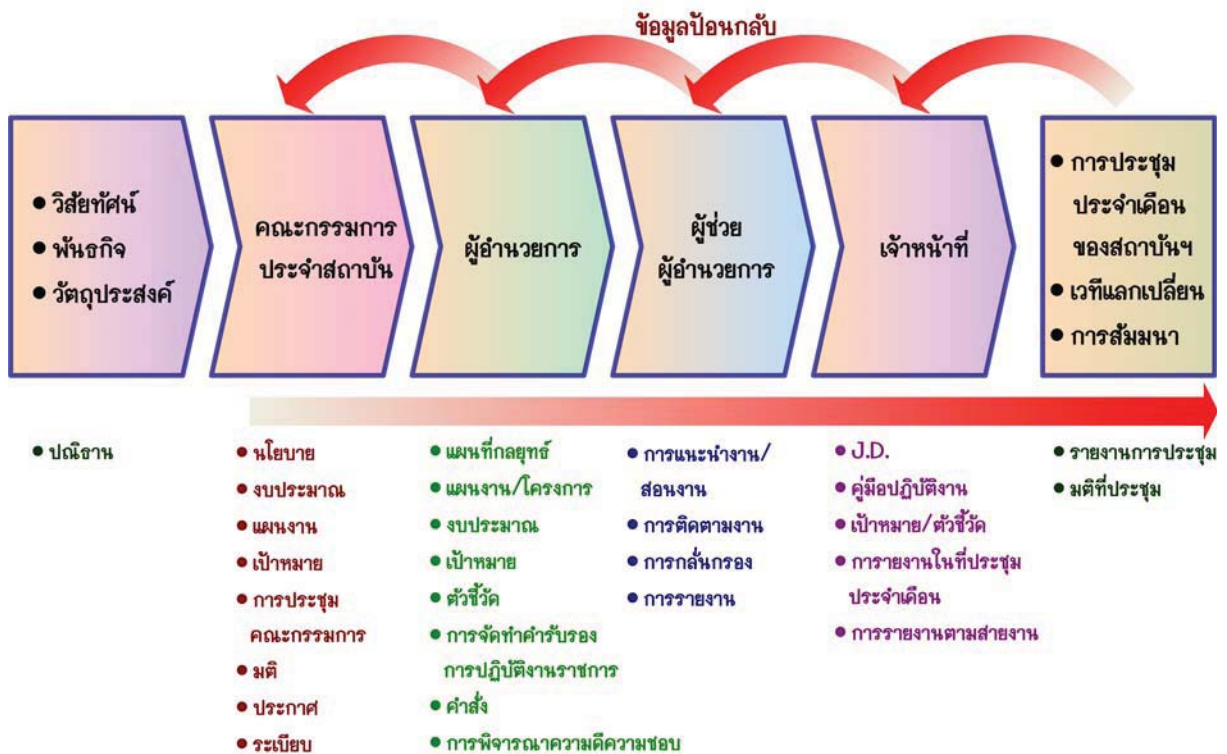 ข้อมูลป้อนกลับ
● วิสัยทัศน์
● พันธกิจ
● วัตถุประสงค์
คณะกรรมการ
ประจำสถาบัน
ผู้อำนวยการ
ผู้ช่วย
ผู้อำนวยการ
เจ้าหน้าที่
● การประชุม
ประจำเดือน
ของสถาบันฯ
● เวทีแลกเปลี่ยน
● การสัมมนา
● ปณิธาน
● นโยบาย
● งบประมาณ
● แผนงาน
● เป้าหมาย
● การประชุม
คณะกรรมการ
● มติ
● ประกาศ
● ระเบียบ
● แผนที่กลยุทธ์
● แผนงาน/โครงการ
● งบประมาณ
● เป้าหมาย
● ตัวชี้วัด
● การจัดทำคำรับรอง
การปฏิบัติงานราชการ
● คำสั่ง
● การพิจารณาความดีความชอบ
● การแนะนำงาน/
สอนงาน
● การติดตามงาน
● การกลั่นกรอง
● การรายงาน
● J.D.
● คู่มือปฏิบัติงาน
● เป้าหมาย/ตัวชี้วัด
● การายงานในที่ประชุม
ประจำเดือน
● การรายงานตามสายงาน
● รายงานการประชุม
● มติที่ประชุม